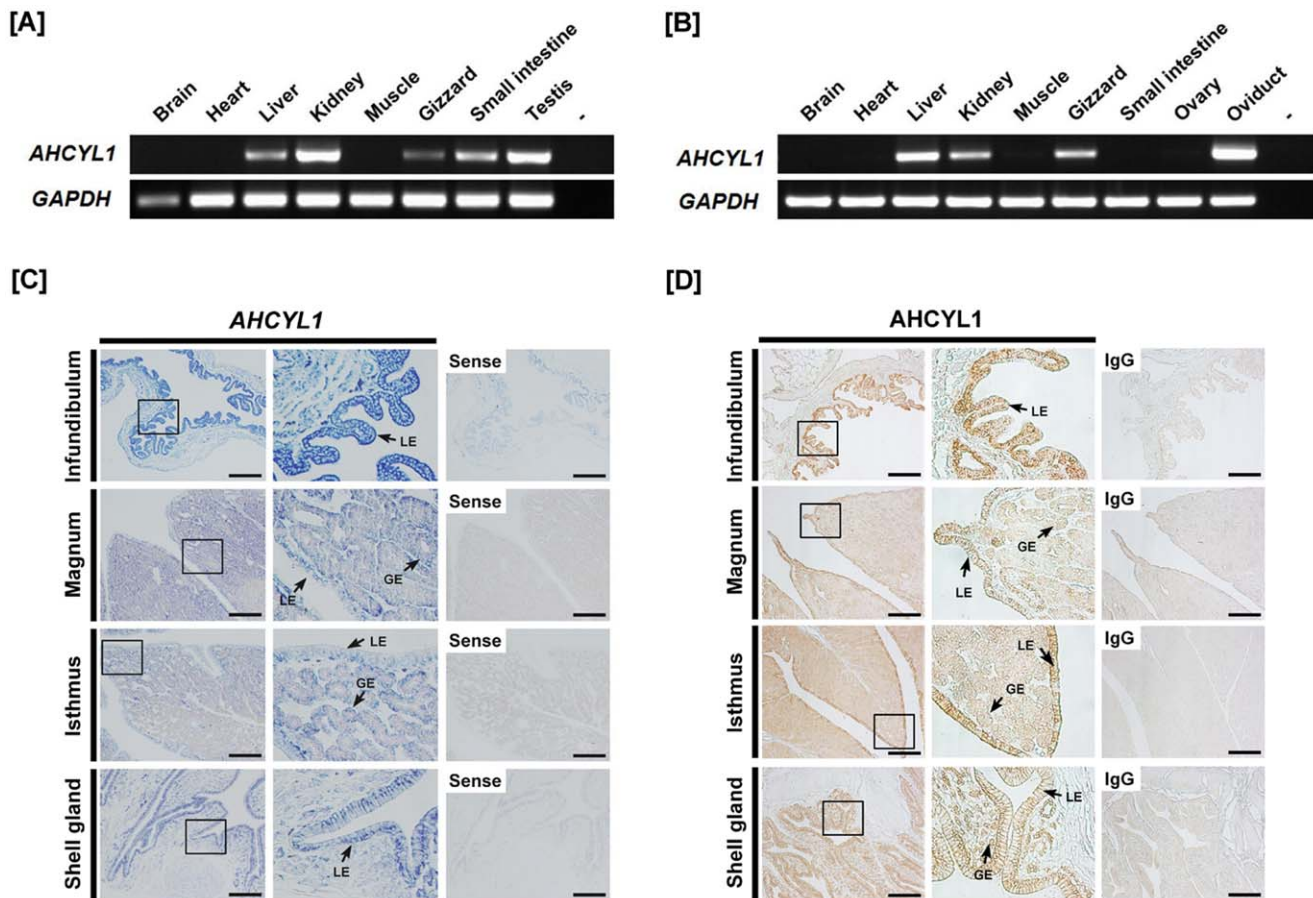 [A]
Brain Heart Liver Kidney Muscle Gizzard Small intestine Testis -
AHCYL1
GAPDH
[B]
Brain Heart Liver Kidney Muscle Gizzard Small intestine Ovary Oviduct -
AHCYL1
GAPDH
[C]
AHCYL1
Infundibulum
LE
Sense
Magnum
GE
LE
Sense
Isthmus
LE
GE
Sense
Shell gland
LE
Sense
[D]
AHCYL1
Infundibulum
LE
IgG
Magnum
GE
LE
IgG
Isthmus
LE
GE
IgG
Shell gland
LE
GE
IgG